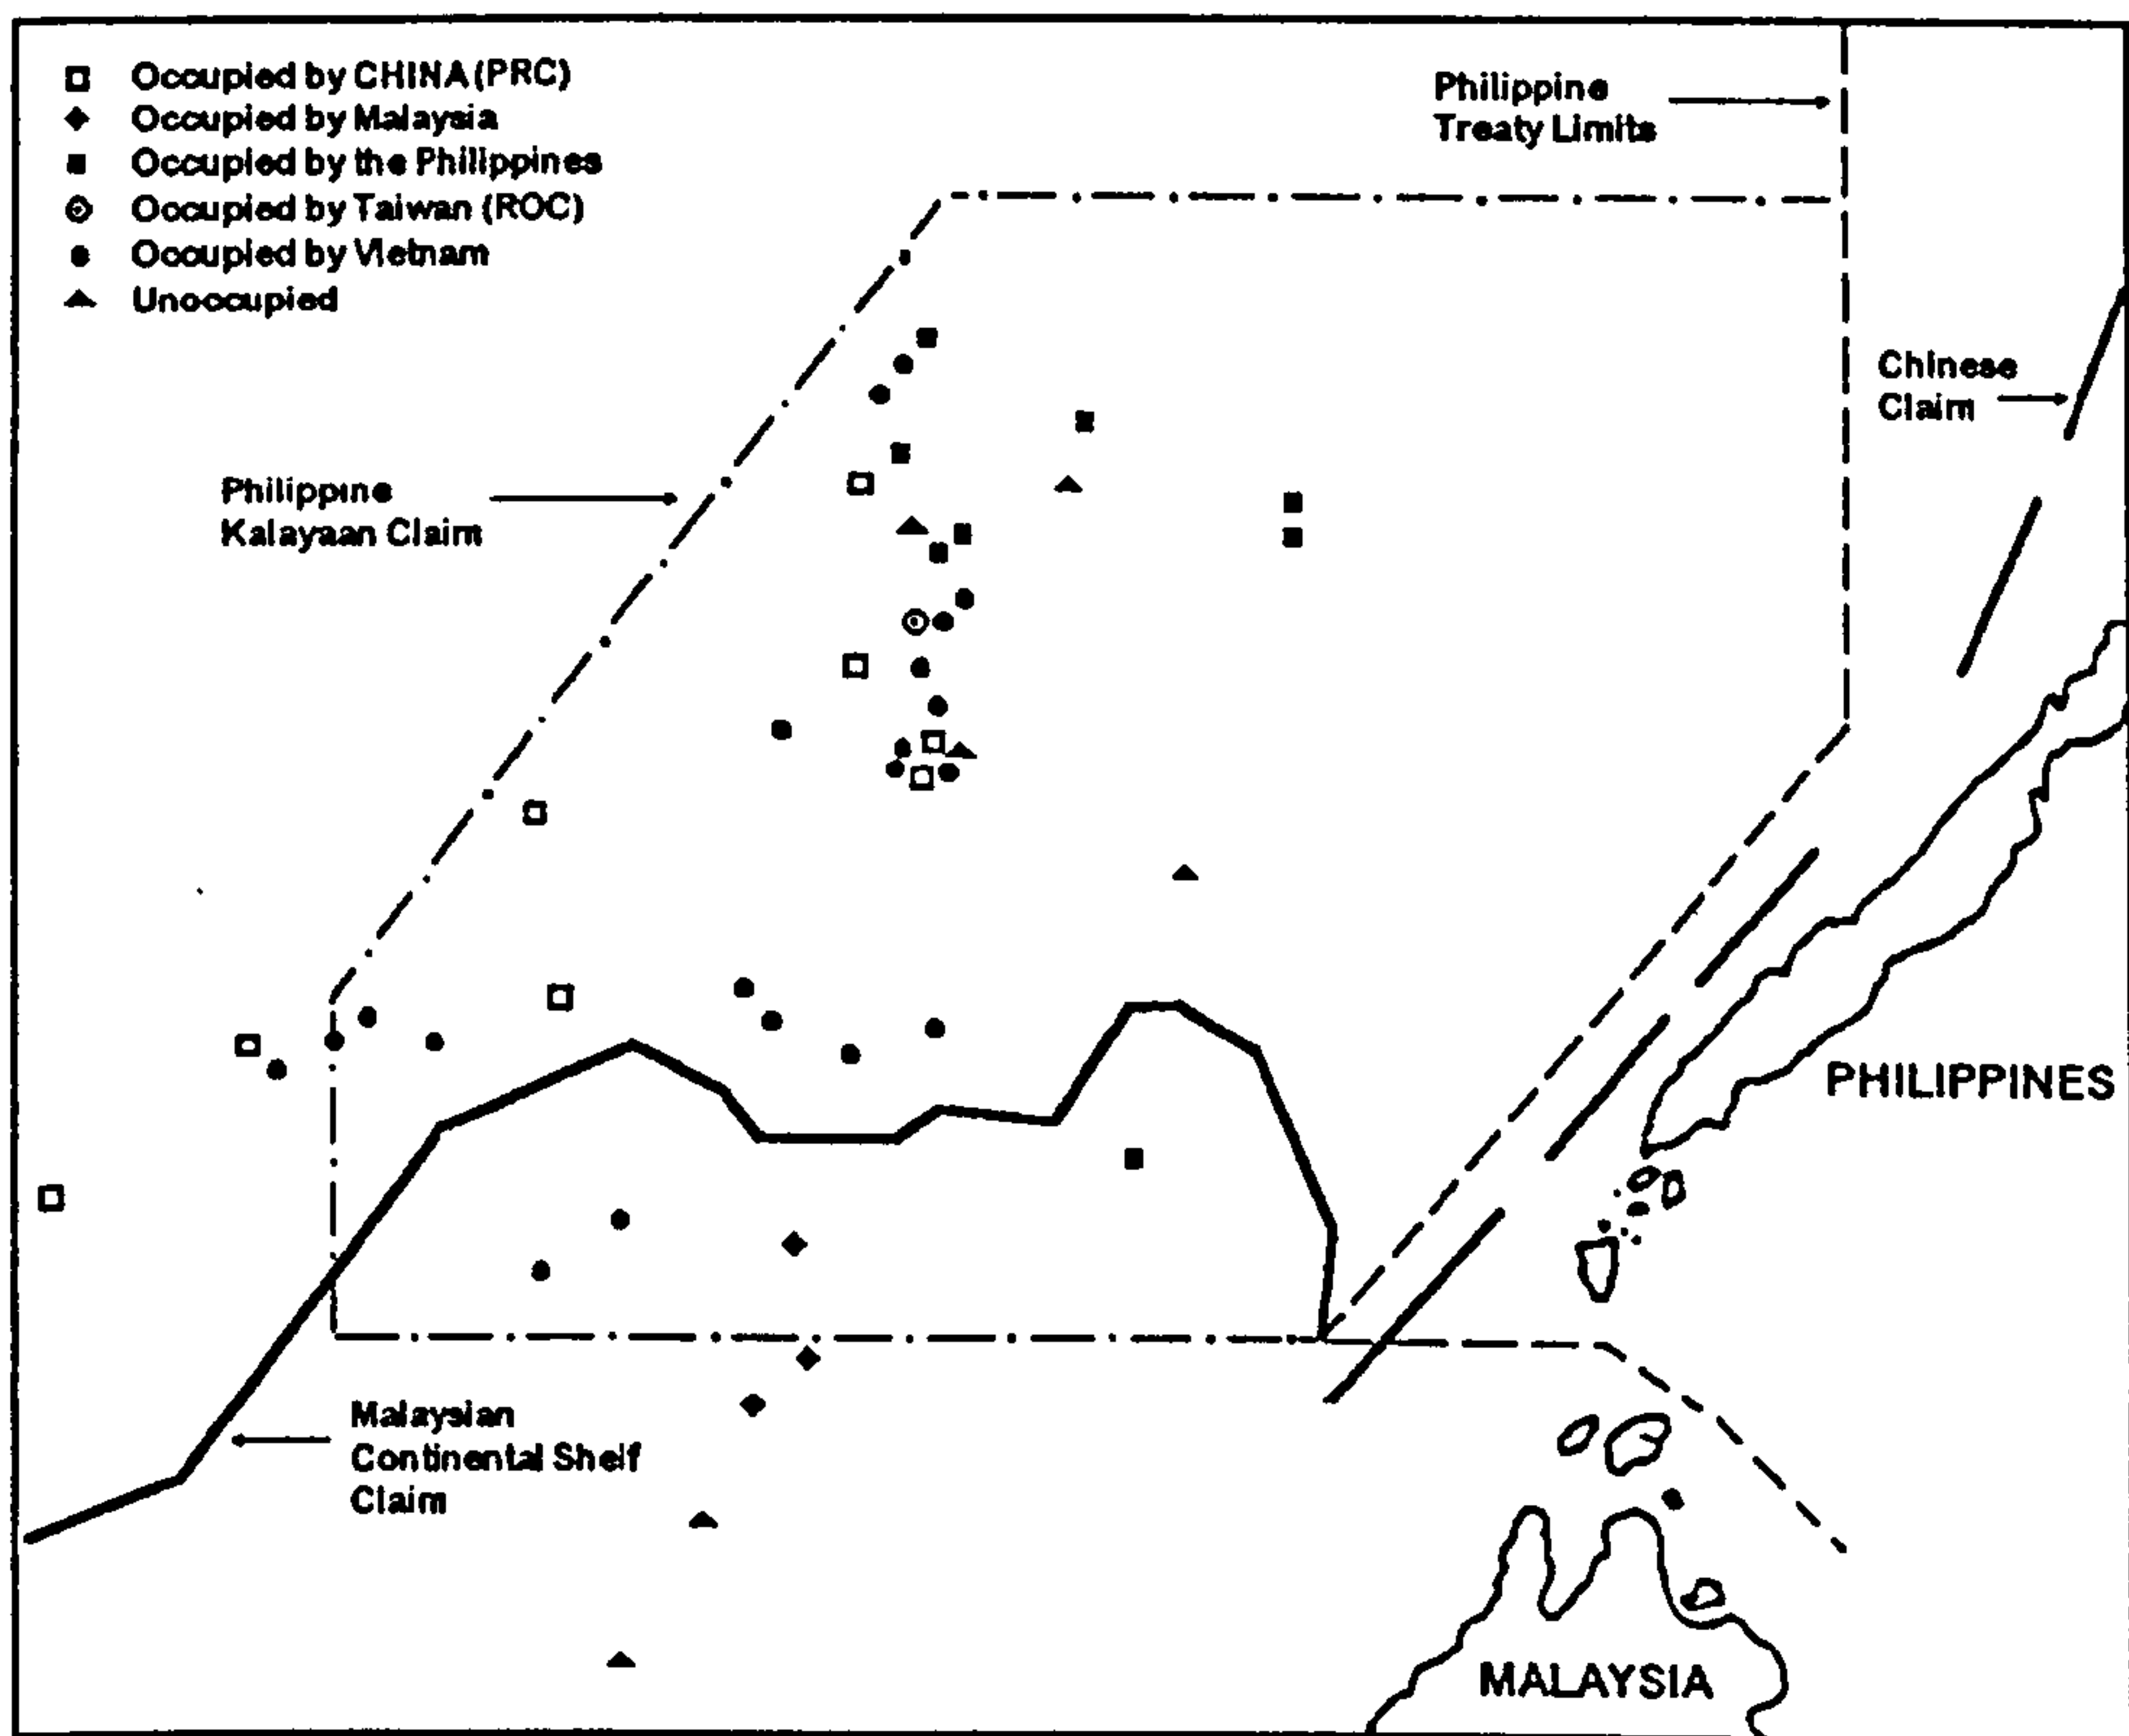 Occupied by CHINA (PRC)
Occupied by Malaysia
Occupied by the Philippines
Occupied by Taiwan (ROC)
Occupied by Vietnam
Unoccupied
Philippine
Treaty Limits
Chinese
Claim
Philippine
Kalayaan Claim
PHILIPPINES
Malaysian
Continental Shelf
Claim
MALAYSIA